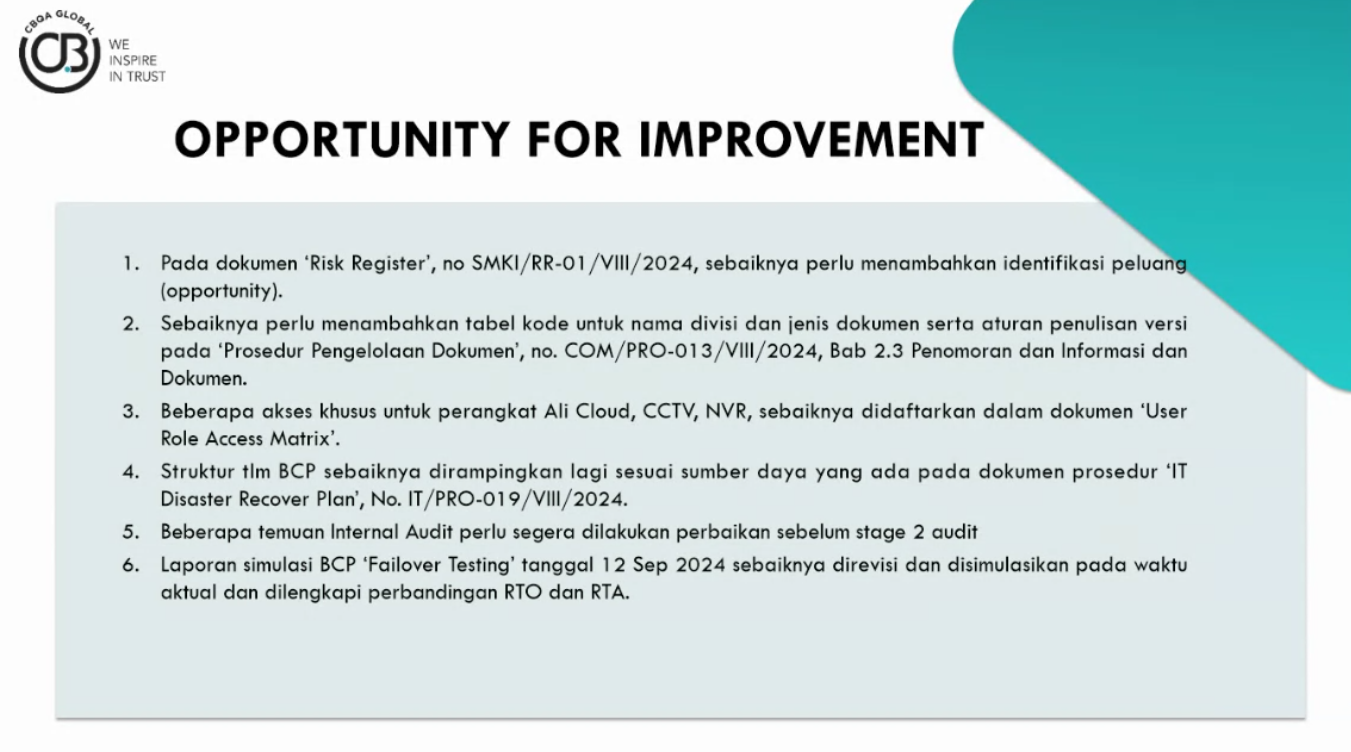 CBQA GLOBAL
CB
WE
INSPIRE
IN TRUST
OPPORTUNITY FOR IMPROVEMENT
1. Pada dokumen ‘Risk Register’, no SMKI/RR-01/VIII/2024, sebaiknya perlu menambahkan identifikasi peluang
(opportunity).
2. Sebaiknya perlu menambahkan tabel kode untuk nama divisi dan jenis dokumen serta aturan penulisan versi
pada ‘Prosedur Pengelolaan Dokumen’, no. COM/PRO-013/VIII/2024, Bab 2.3 Penomoran dan Informasi dan
Dokumen.
3. Beberapa akses khusus untuk perangkat Ali Cloud, CCTV, NVR, sebaiknya didaftarkan dalam dokumen ‘User
Role Access Matrix’.
4. Struktur tIm BCP sebaiknya dirampingkan lagi sesuai sumber daya yang ada pada dokumen prosedur ‘IT
Disaster Recover Plan’, No. IT/PRO-019/VIII/2024.
5. Beberapa temuan Internal Audit perlu segera dilakukan perbaikan sebelum stage 2 audit
6. Laporan simulasi BCP ‘Failover Testing’ tanggal 12 Sep 2024 sebaiknya direvisi dan disimulasikan pada waktu
aktual dan dilengkapi perbandingan RTO dan RTA.